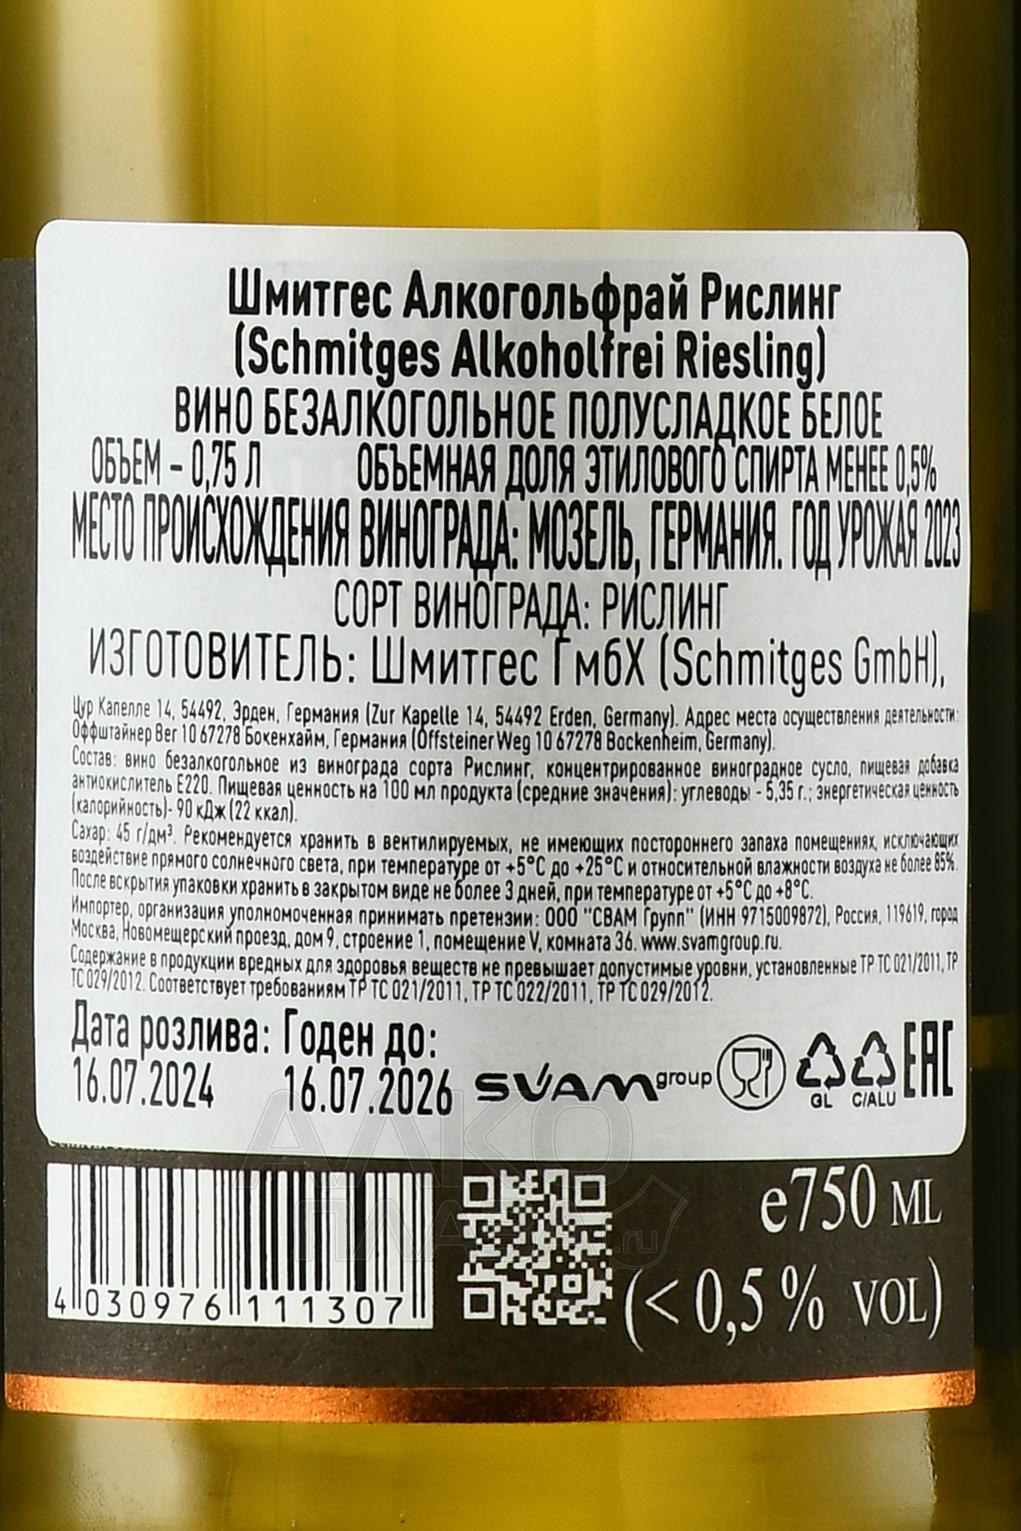 Шмитгес Алкогольфрай Рислинг
(Schmitges Alkoholfrei Riesling)
ВИНО БЕЗАЛКОГОЛЬНОЕ ПОЛУСЛАДКОЕ БЕЛОЕ
ОБЪЕМ – 0,75 Л ОБЪЕМНАЯ ДОЛЯ ЭТИЛОВОГО СПИРТА МЕНЕЕ 0,5%
МЕСТО ПРОИСХОЖДЕНИЯ ВИНОГРАДА: МОЗЕЛЬ, ГЕРМАНИЯ. ГОД УРОЖАЯ 2023
СОРТ ВИНОГРАДА: РИСЛИНГ
ИЗГОТОВИТЕЛЬ: Шмитгес ГмбХ (Schmitges GmbH),
Цур Капелле 14, 54492, Эрден, Германия (Zur Kapelle 14, 54492 Erden, Germany). Адрес места осуществления деятельности:
Оффштайнер Вег 10 67278 Бокенхайм, Германия (Offsteiner Weg 10 67278 Bockenheim, Germany).
Состав: вино безалкогольное из винограда сорта Рислинг, концентрированное виноградное сусло, пищевая добавка
антиокислитель Е220. Пищевая ценность на 100 мл продукта (средние значения): углеводы - 5,35 г.; энергетическая ценность
(калорийность)- 90 кДж (22 ккал).
Сахар: 45 г/дм³. Рекомендуется хранить в вентилируемых, не имеющих постороннего запаха помещениях, исключающих
воздействие прямого солнечного света, при температуре от +5°С до +25°С и относительной влажности воздуха не более 85%.
После вскрытия упаковки хранить в закрытом виде не более 3 дней, при температуре от +5°С до +8°С.
Импортер, организация уполномоченная принимать претензии: ООО "СВАМ Групп" (ИНН 9715009872), Россия, 119619, город
Москва, Новомещерский проезд, дом 9, строение 1, помещение V, комната 36. www.svamgroup.ru.
Содержание в продукции вредных для здоровья веществ не превышает допустимые уровни, установленные ТР ТС 021/2011, ТР
ТС 029/2012. Соответствует требованиям ТР ТС 021/2011, ТР ТС 022/2011, ТР ТС 029/2012.
Дата розлива: Годен до:
16.07.2024 16.07.2026
SVAM group GL C/ALU EAC
4 030976 111307
e750 ML
(< 0,5 % VOL)
АЛКО
ПЛАЗА.ru